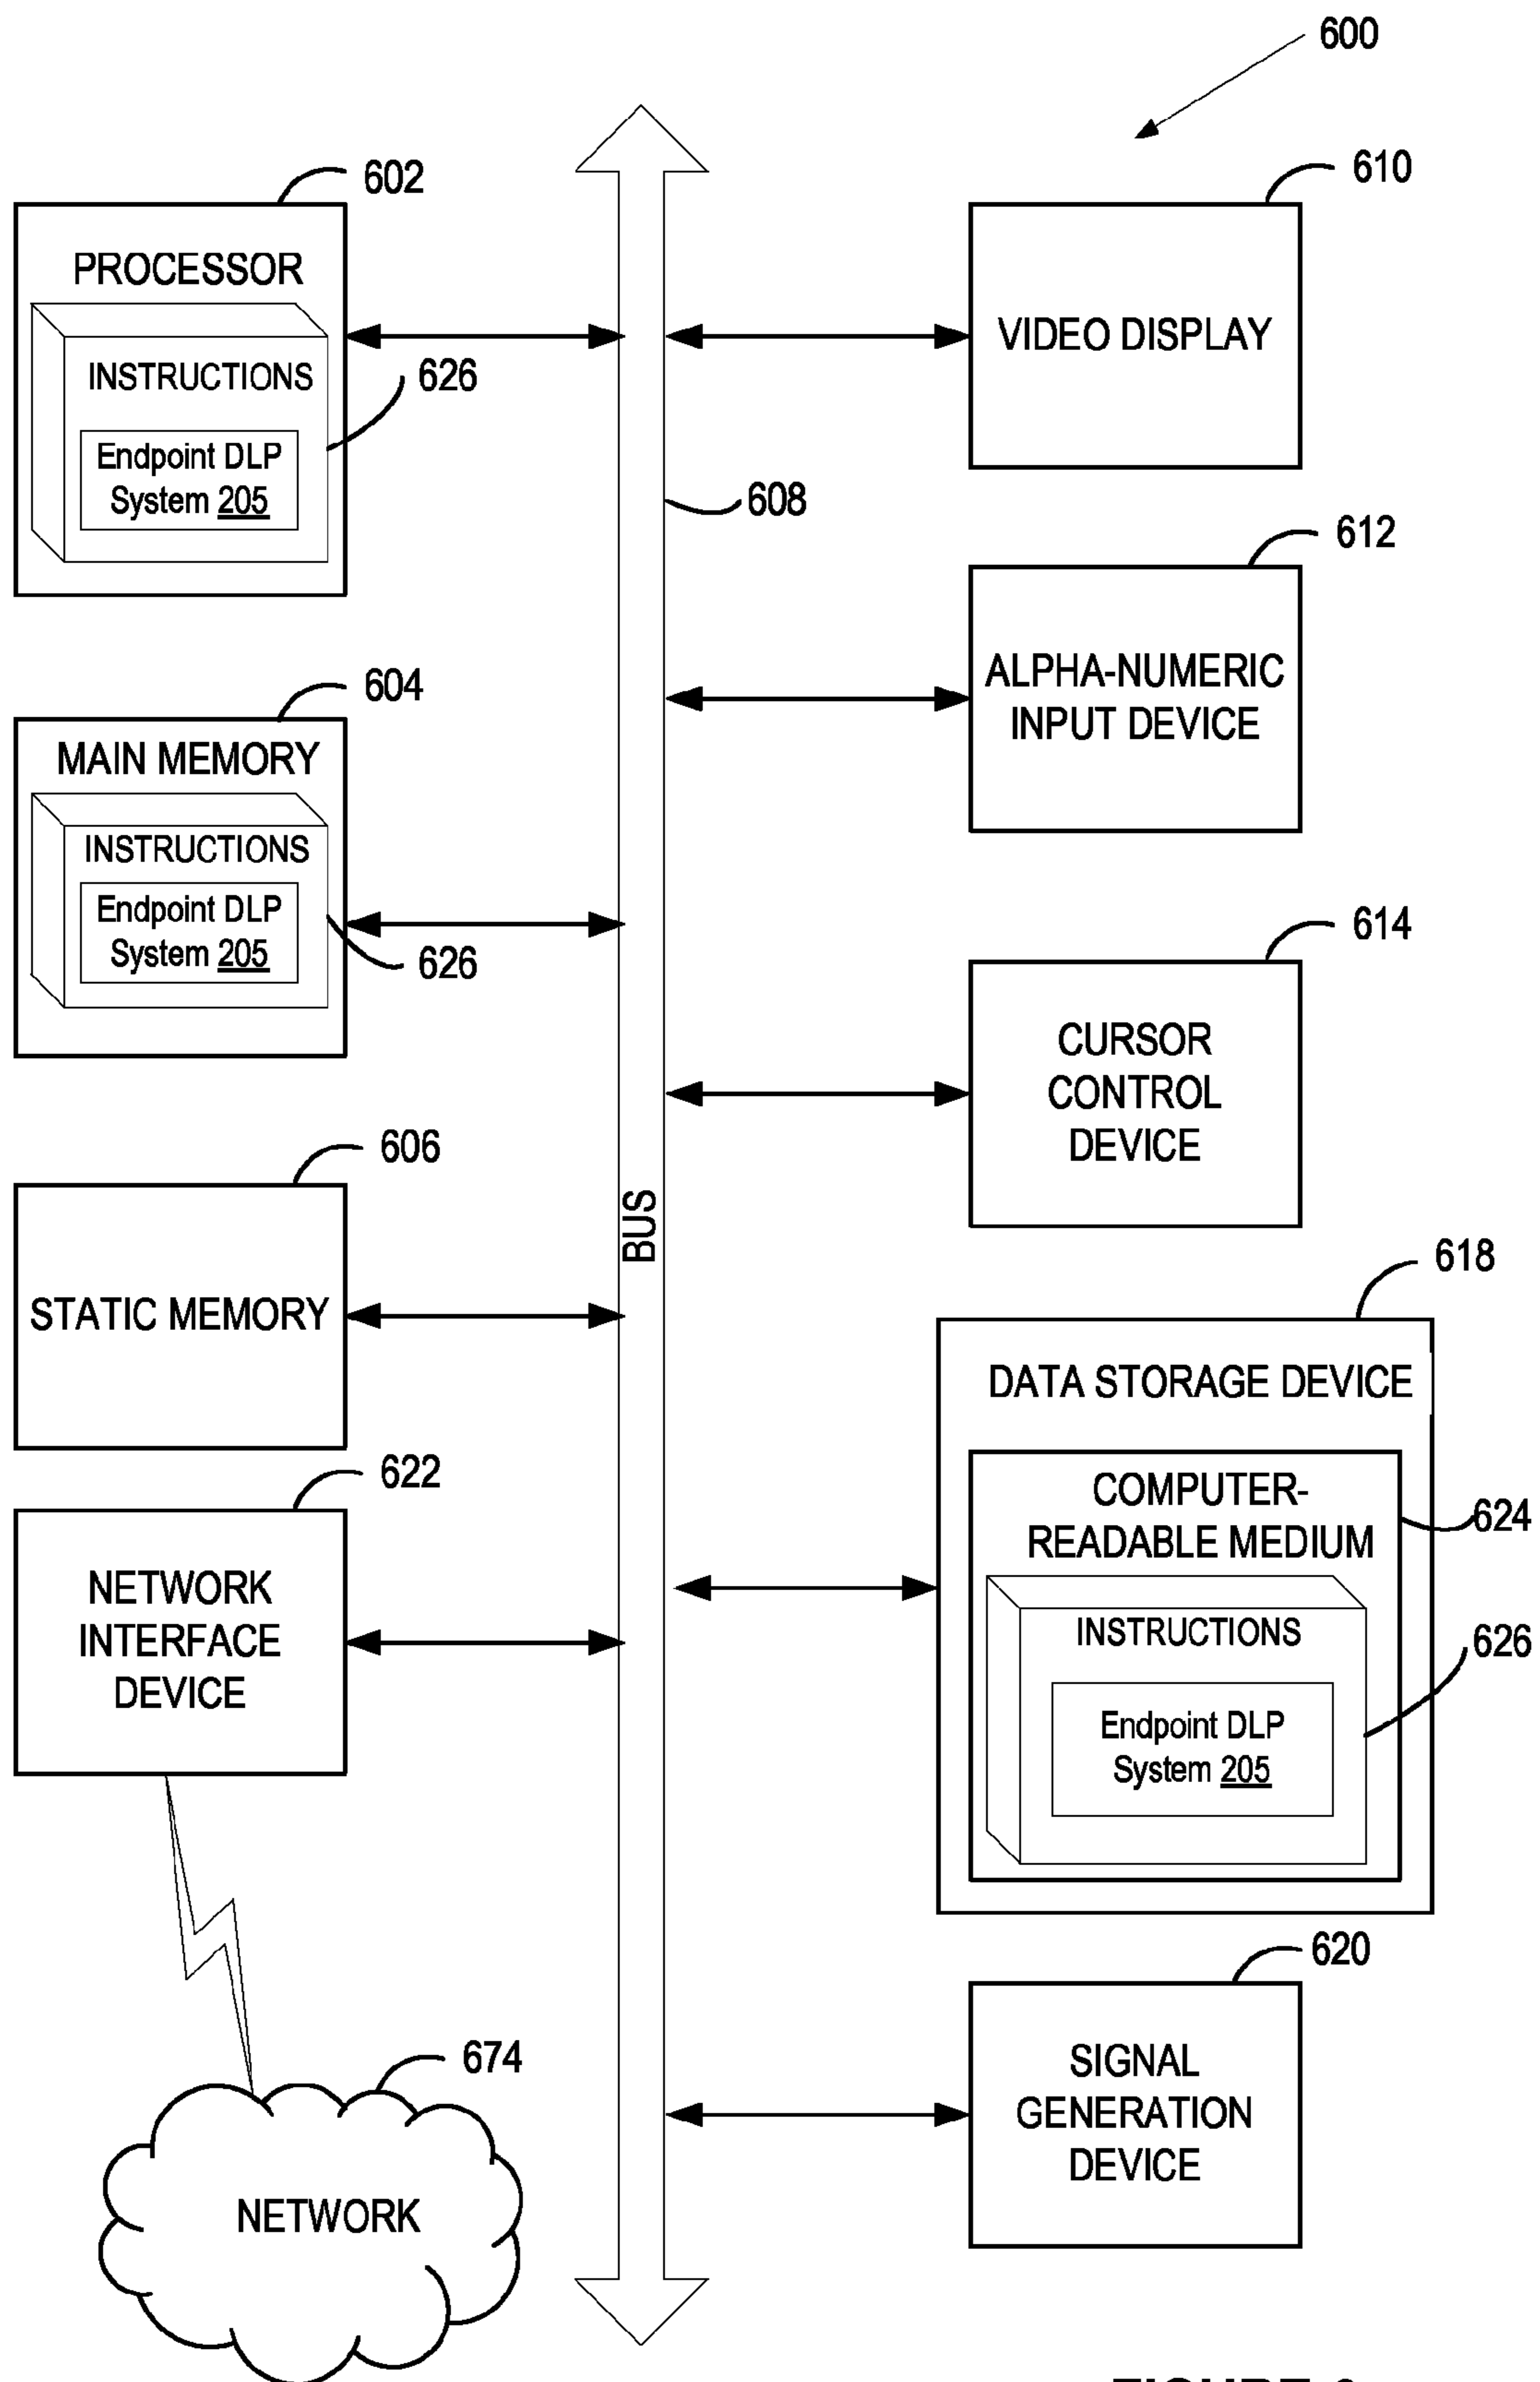 600
602
PROCESSOR
INSTRUCTIONS
626
Endpoint DLP
System 205
604
MAIN MEMORY
INSTRUCTIONS
Endpoint DLP
System 205
626
606
STATIC MEMORY
622
NETWORK
INTERFACE
DEVICE
674
NETWORK
608
BUS
610
VIDEO DISPLAY
612
ALPHA-NUMERIC
INPUT DEVICE
614
CURSOR
CONTROL
DEVICE
618
DATA STORAGE DEVICE
COMPUTER-
READABLE MEDIUM
624
INSTRUCTIONS
626
Endpoint DLP
System 205
620
SIGNAL
GENERATION
DEVICE